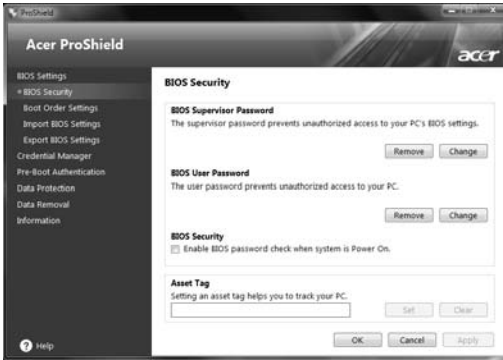 ProShield
Acer ProShield
acer
BIOS Settings
BIOS Security
Boot Order Settings
Import BIOS Settings
Export BIOS Settings
Credential Manager
Pre-Boot Authentication
Data Protection
Data Removal
Information
Help
BIOS Security
BIOS Supervisor Password
The supervisor password prevents unauthorized access to your PC's BIOS settings.
Remove Change
BIOS User Password
The user password prevents unauthorized access to your PC.
Remove Change
BIOS Security
Enable BIOS password check when system is Power On.
Asset Tag
Setting an asset tag helps you to track your PC.
Set Clear
OK Cancel Apply